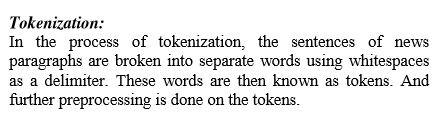 Tokenization:
In the process of tokenization, the sentences of news
paragraphs are broken into separate words using whitespaces
as a delimiter. These words are then known as tokens. And
further preprocessing is done on the tokens.